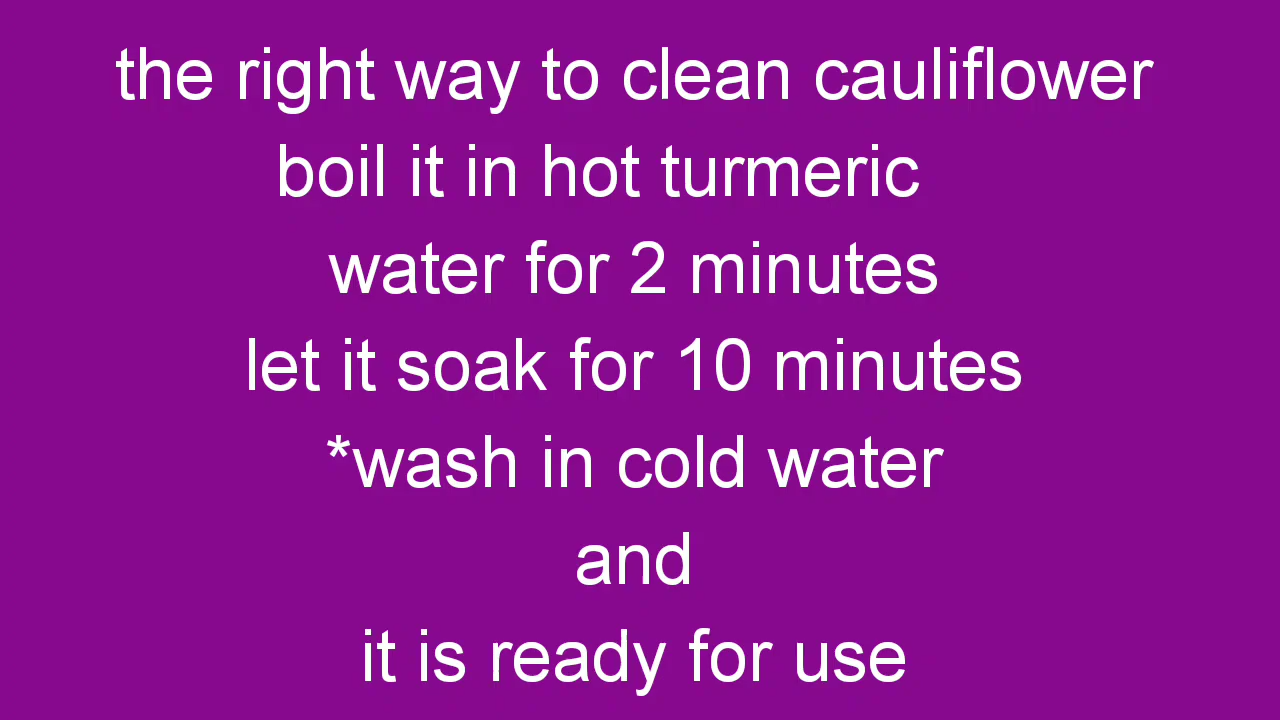 the right way to clean cauliflower
boil it in hot turmeric
water for 2 minutes
let it soak for 10 minutes
*wash in cold water
and
it is ready for use